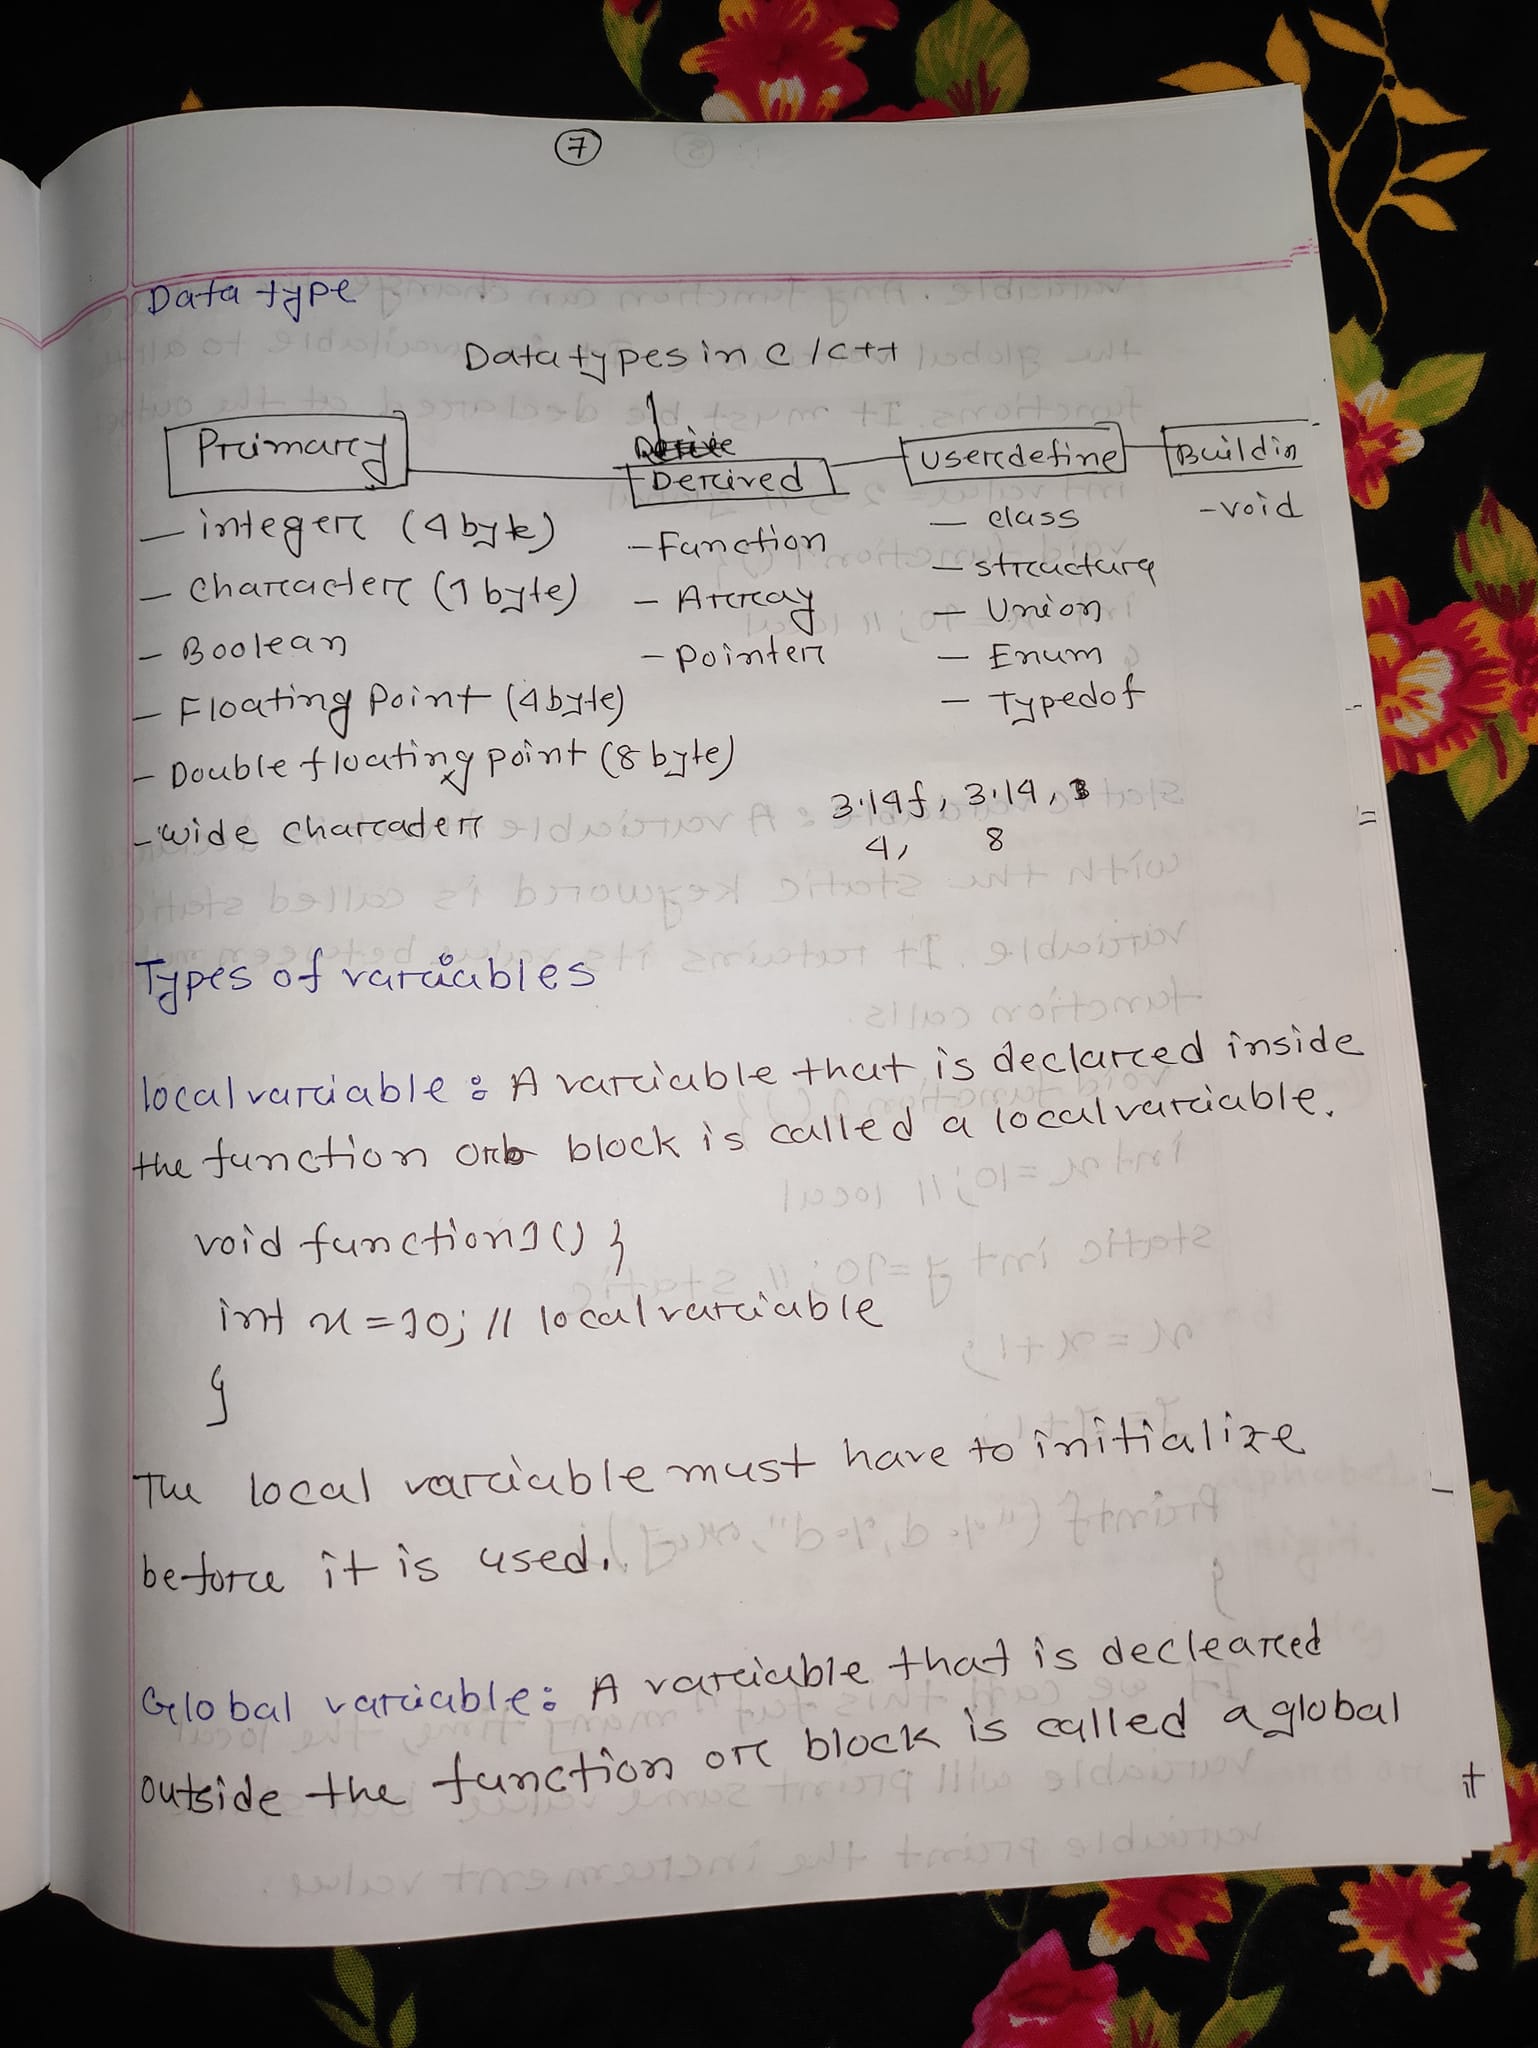 7
Data type
Data types in C/C++
Primary
Derived
Userdefine
Buildin
- integer (4 byte)
- Character (1 byte)
- Boolean
- Floating Point (4 byte)
- Double floating point (8 byte)
- wide character
- Function
- Array
- Pointer
- class
- structure
- Union
- Enum
- Typedof
- void
3.14f, 3.14,
4, 8
Types of variables
local variable : A variable that is declared inside
the function or block is called a local variable.
void function1() {
int x = 10; // local variable
}
The local variable must have to initialize
before it is used.
Global variable : A variable that is decleared
outside the function or block is called a global
it